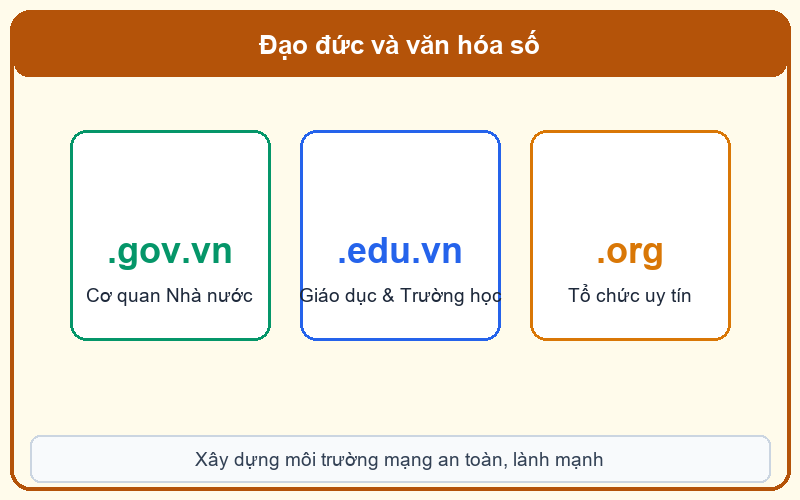 Đạo đức và văn hóa số
.gov.vn
Cơ quan Nhà nước
.edu.vn
Giáo dục & Trường học
.org
Tổ chức uy tín
Xây dựng môi trường mạng an toàn, lành mạnh